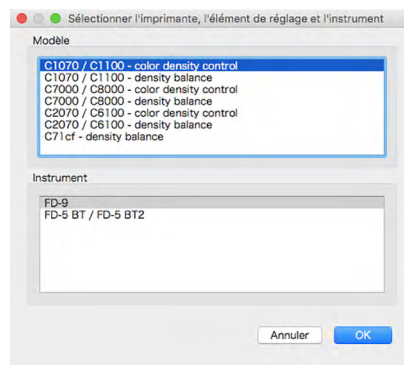 Sélectionner l'imprimante, l'élément de réglage et l'instrument
Modèle
C1070 / C1100 - color density control
C1070 / C1100 - density balance
C7000 / C8000 - color density control
C7000 / C8000 - density balance
C2070 / C6100 - color density control
C2070 / C6100 - density balance
C71cf - density balance
Instrument
FD-9
FD-5 BT / FD-5 BT2
Annuler
OK